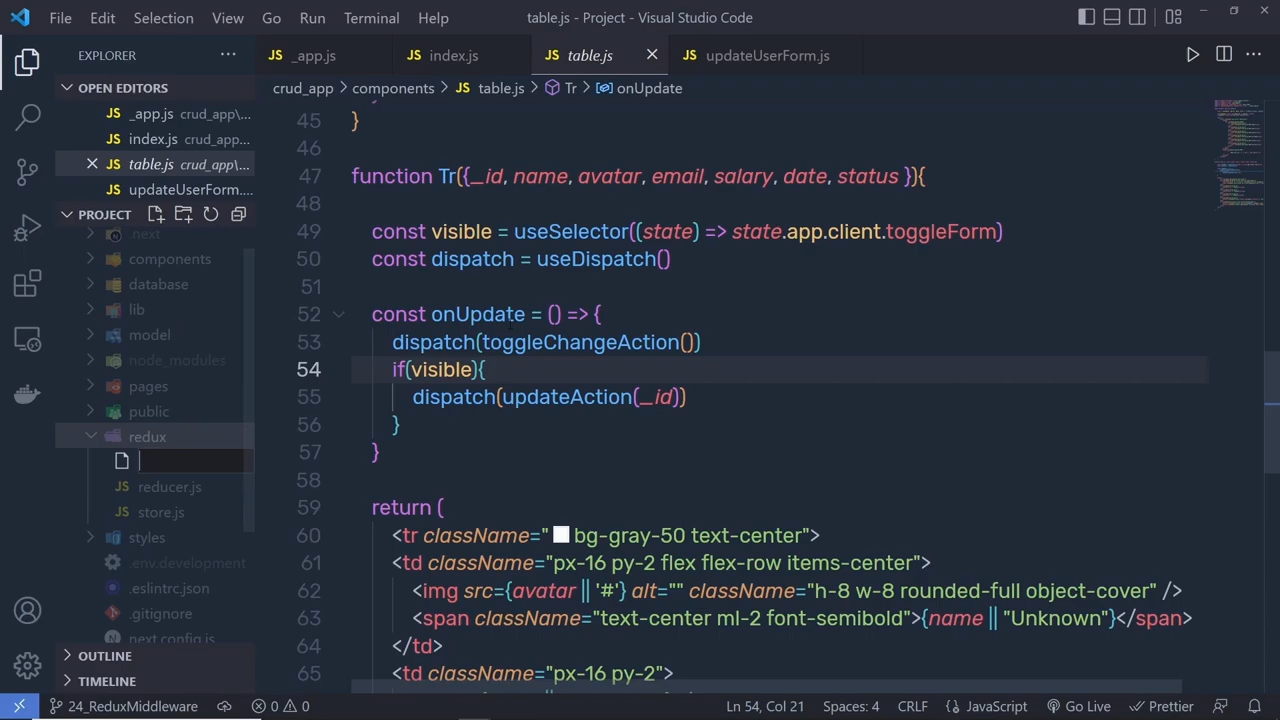 File Edit Selection View Go Run Terminal Help table.js - Project - Visual Studio Code
EXPLORER
_app.js index.js table.js updateUserForm.js
OPEN EDITORS
_app.js crud_app\...
index.js crud_app...
table.js crud_app\...
updateUserForm....
PROJECT
.next
components
database
lib
model
node_modules
pages
public
redux
reducer.js
store.js
styles
.env.development
.eslintrc.json
.gitignore
next.config.js
OUTLINE
TIMELINE
crud_app > components > JS table.js > Tr > onUpdate
45 }
46
47 function Tr({_id, name, avatar, email, salary, date, status }){
48
49 const visible = useSelector((state) => state.app.client.toggleForm)
50 const dispatch = useDispatch()
51
52 const onUpdate = () => {
53 dispatch(toggleChangeAction())
54 if(visible){
55 dispatch(updateAction(_id))
56 }
57 }
58
59 return (
60 <tr className="bg-gray-50 text-center">
61 <td className="px-16 py-2 flex flex-row items-center">
62 <img src={avatar || '#'} alt="" className="h-8 w-8 rounded-full object-cover" />
63 <span className="text-center ml-2 font-semibold">{name || "Unknown"}</span>
64 </td>
65 <td className="px-16 py-2">
24_ReduxMiddleware 0 0 Ln 54, Col 21 Spaces: 4 CRLF JavaScript Go Live Prettier